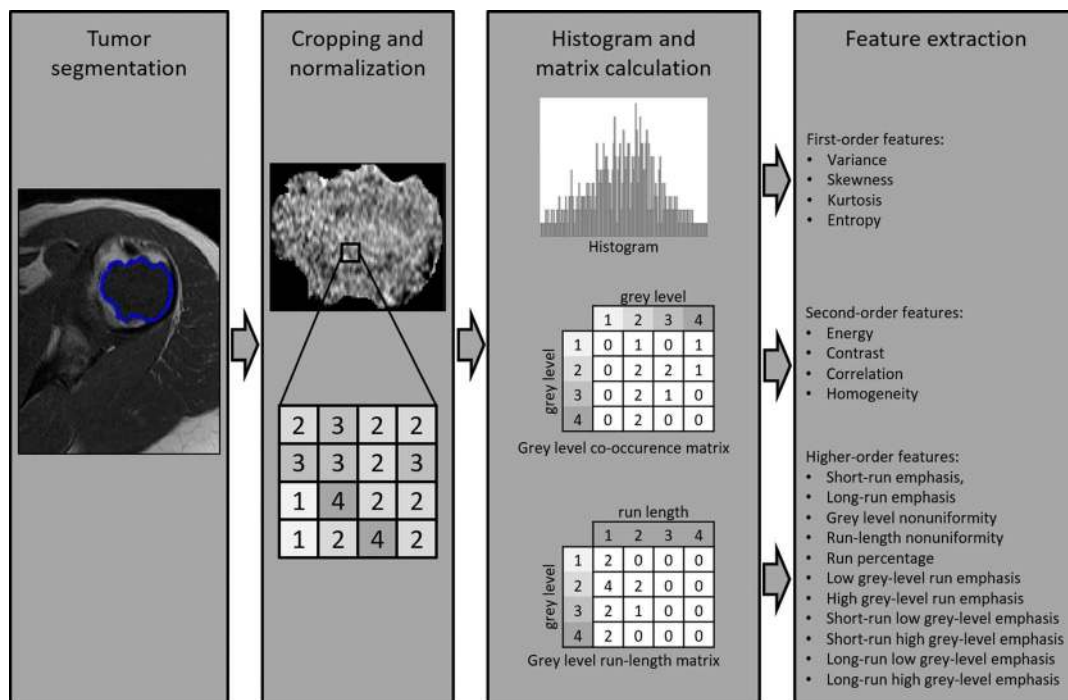 Tumor
segmentation
Cropping and
normalization
2 3 2 2
3 3 2 3
1 4 2 2
1 2 4 2
Histogram and
matrix calculation
Histogram
grey level
1 2 3 4
grey level
1 0 1 0 1
2 0 2 2 1
3 0 2 1 0
4 0 2 0 0
Grey level co-occurence matrix
run length
1 2 3 4
grey level
1 2 0 0 0
2 4 2 0 0
3 2 1 0 0
4 2 0 0 0
Grey level run-length matrix
Feature extraction
First-order features:
• Variance
• Skewness
• Kurtosis
• Entropy
Second-order features:
• Energy
• Contrast
• Correlation
• Homogeneity
Higher-order features:
• Short-run emphasis,
• Long-run emphasis
• Grey level nonuniformity
• Run-length nonuniformity
• Run percentage
• Low grey-level run emphasis
• High grey-level run emphasis
• Short-run low grey-level emphasis
• Short-run high grey-level emphasis
• Long-run low grey-level emphasis
• Long-run high grey-level emphasis